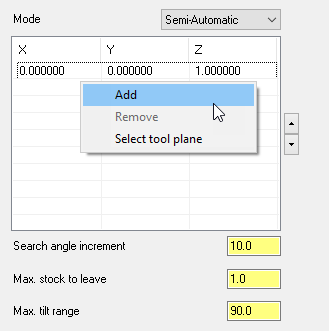 Mode Semi-Automatic
X Y Z
0.000000 0.000000 1.000000
Add
Remove
Select tool plane
Search angle increment 10.0
Max. stock to leave 1.0
Max. tilt range 90.0